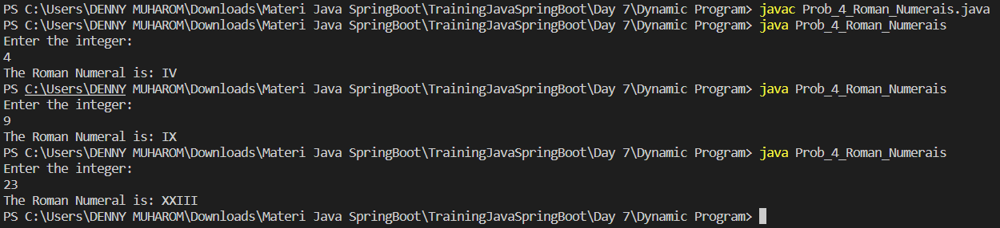 PS C:\Users\DENNY MUHAROM\Downloads\Materi Java SpringBoot\TrainingJavaSpringBoot\Day 7\Dynamic Program> javac Prob_4_Roman_Numerais.java
PS C:\Users\DENNY MUHAROM\Downloads\Materi Java SpringBoot\TrainingJavaSpringBoot\Day 7\Dynamic Program> java Prob_4_Roman_Numerais
Enter the integer:
4
The Roman Numeral is: IV
PS C:\Users\DENNY MUHAROM\Downloads\Materi Java SpringBoot\TrainingJavaSpringBoot\Day 7\Dynamic Program> java Prob_4_Roman_Numerais
Enter the integer:
9
The Roman Numeral is: IX
PS C:\Users\DENNY MUHAROM\Downloads\Materi Java SpringBoot\TrainingJavaSpringBoot\Day 7\Dynamic Program> java Prob_4_Roman_Numerais
Enter the integer:
23
The Roman Numeral is: XXIII
PS C:\Users\DENNY MUHAROM\Downloads\Materi Java SpringBoot\TrainingJavaSpringBoot\Day 7\Dynamic Program>